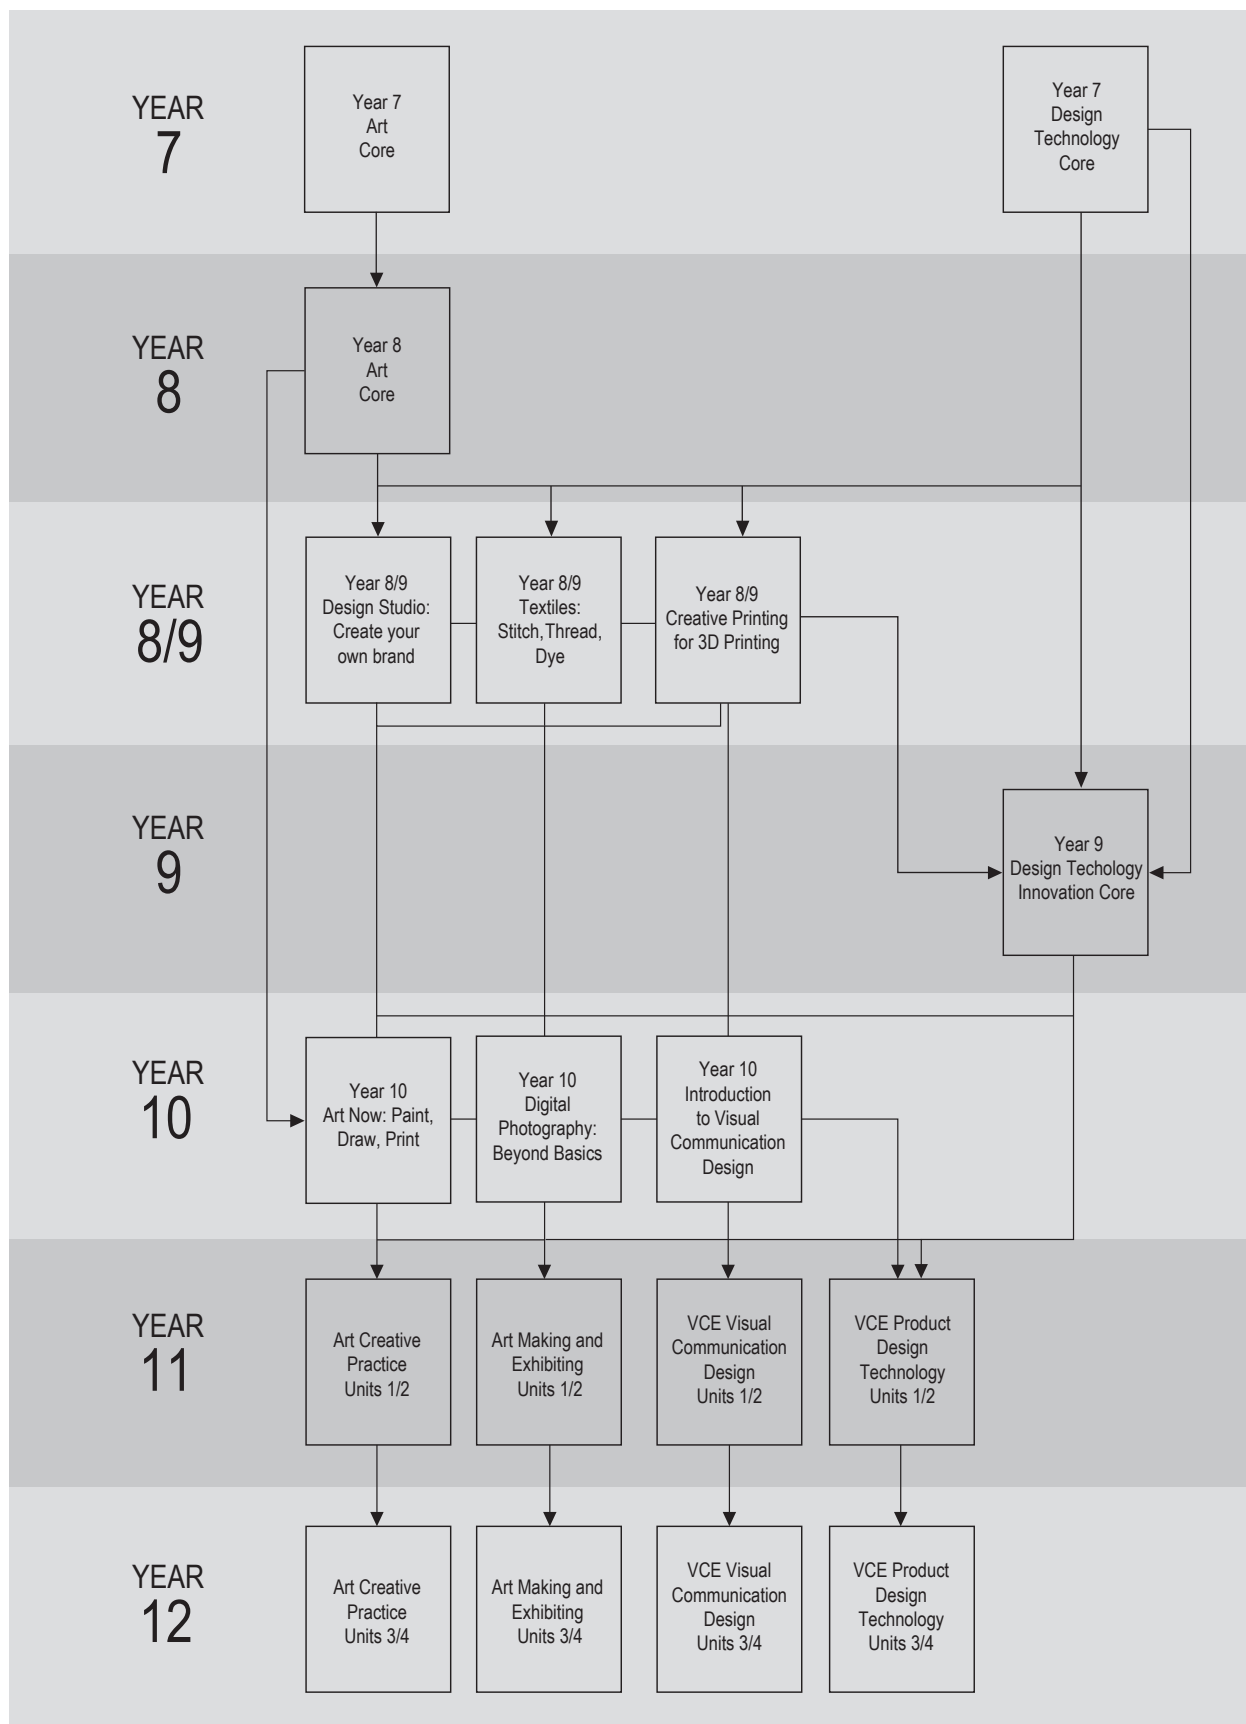 YEAR
7
Year 7
Art
Core
Year 7
Design
Technology
Core
YEAR
8
Year 8
Art
Core
YEAR
8/9
Year 8/9
Design Studio:
Create your
own brand
Year 8/9
Textiles:
Stitch,Thread,
Dye
Year 8/9
Creative Printing
for 3D Printing
YEAR
9
Year 9
Design Techology
Innovation Core
YEAR
10
Year 10
Art Now: Paint,
Draw, Print
Year 10
Digital
Photography:
Beyond Basics
Year 10
Introduction
to Visual
Communication
Design
YEAR
11
Art Creative
Practice
Units 1/2
Art Making and
Exhibiting
Units 1/2
VCE Visual
Communication
Design
Units 1/2
VCE Product
Design
Technology
Units 1/2
YEAR
12
Art Creative
Practice
Units 3/4
Art Making and
Exhibiting
Units 3/4
VCE Visual
Communication
Design
Units 3/4
VCE Product
Design
Technology
Units 3/4